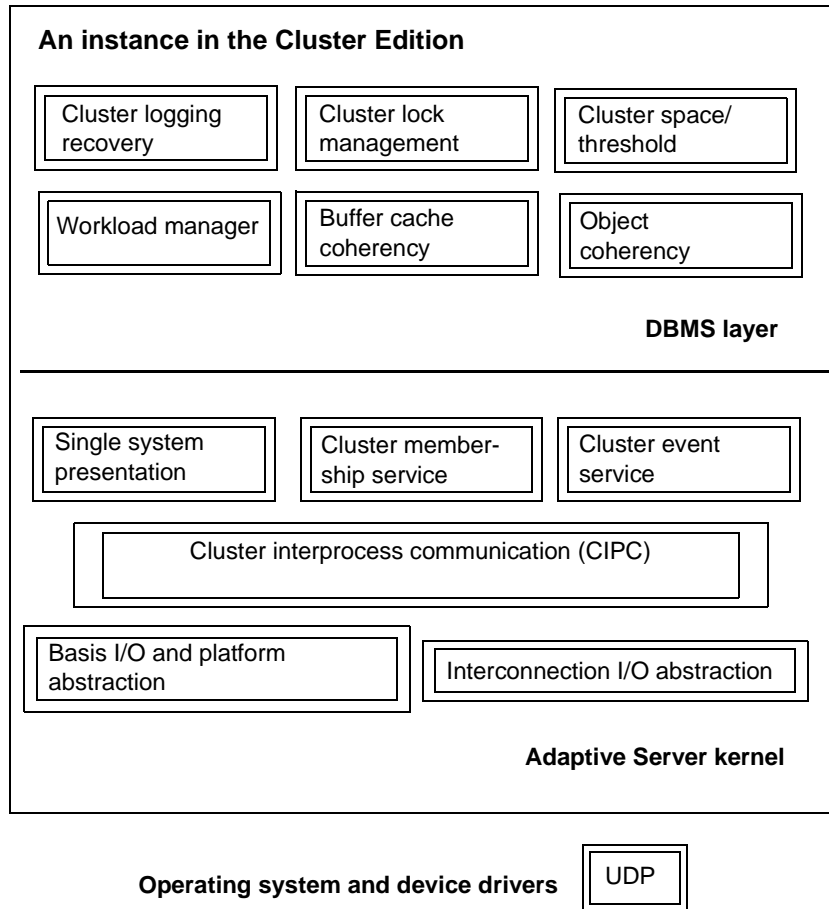 An instance in the Cluster Edition
Cluster logging
recovery
Cluster lock
management
Cluster space/
threshold
Workload manager
Buffer cache
coherency
Object
coherency
DBMS layer
Single system
presentation
Cluster member-
ship service
Cluster event
service
Cluster interprocess communication (CIPC)
Basis I/O and platform
abstraction
Interconnection I/O abstraction
Adaptive Server kernel
Operating system and device drivers
UDP